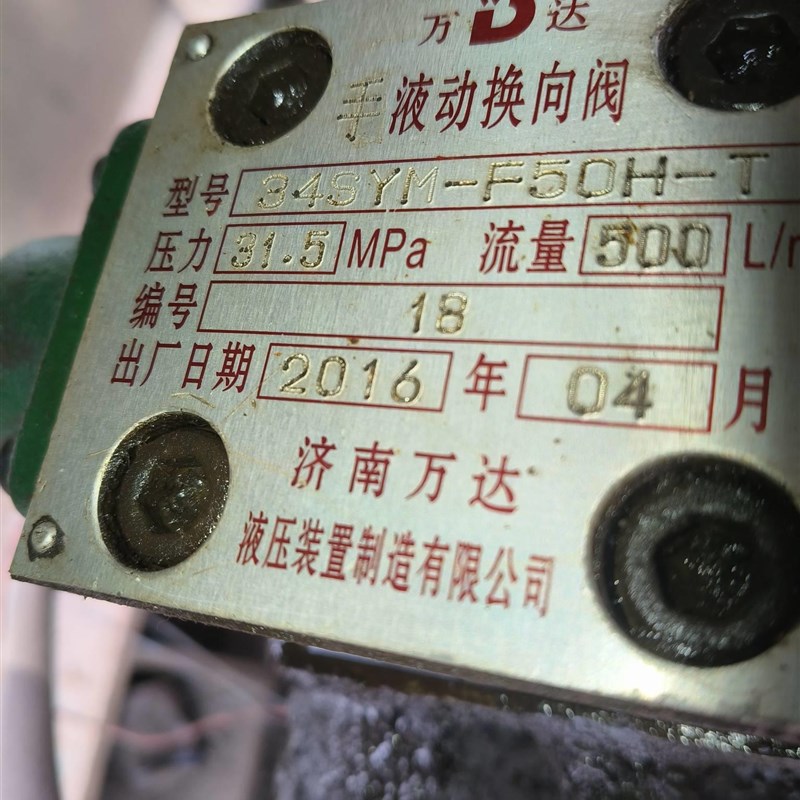 万 达
手液动换向阀
型号 34SYM-F50H-T
压力 31.5 MPa 流量 500 L/
编号 18
出厂日期 2016 年 04 月
济南万达
液压装置制造有限公司